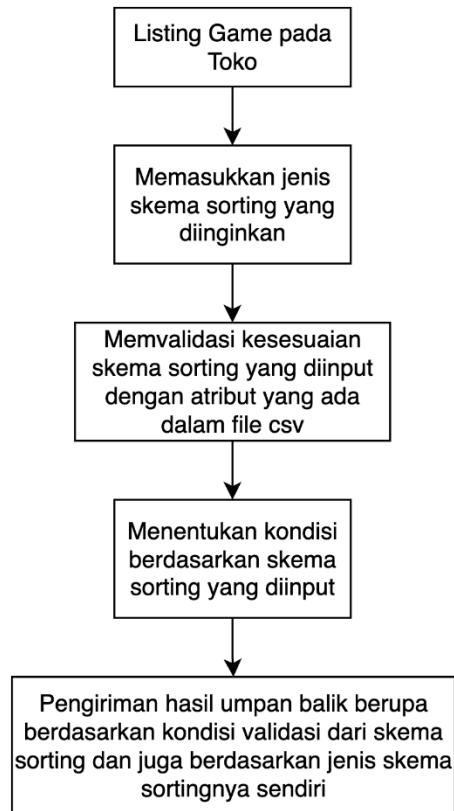 Listing Game pada
Toko
Memasukkan jenis
skema sorting yang
diinginkan
Memvalidasi kesesuaian
skema sorting yang diinput
dengan atribut yang ada
dalam file csv
Menentukan kondisi
berdasarkan skema
sorting yang diinput
Pengiriman hasil umpan balik berupa
berdasarkan kondisi validasi dari skema
sorting dan juga berdasarkan jenis skema
sortingnya sendiri